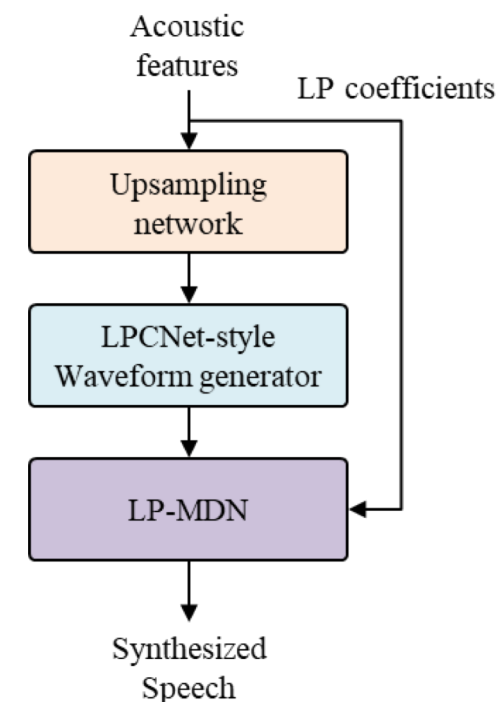 Acoustic
features
LP coefficients
Upsampling
network
LPCNet-style
Waveform generator
LP-MDN
Synthesized
Speech